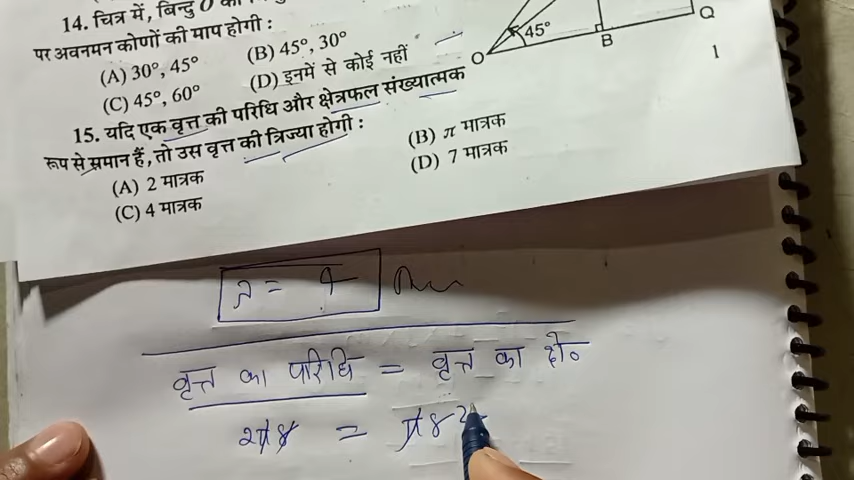 14. चित्र में, बिन्दु O
पर अवनमन कोणों की माप होगी :
(A) 30°, 45° (B) 45°, 30°
(C) 45°, 60° (D) इनमें से कोई नहीं
45°
O B Q
1
15. यदि एक वृत्त की परिधि और क्षेत्रफल संख्यात्मक
रूप से समान हैं, तो उस वृत्त की त्रिज्या होगी :
(A) 2 मात्रक (B) π मात्रक
(C) 4 मात्रक (D) 7 मात्रक
वृत्त का परिधि = वृत्त का क्षे०
2πr = πr²